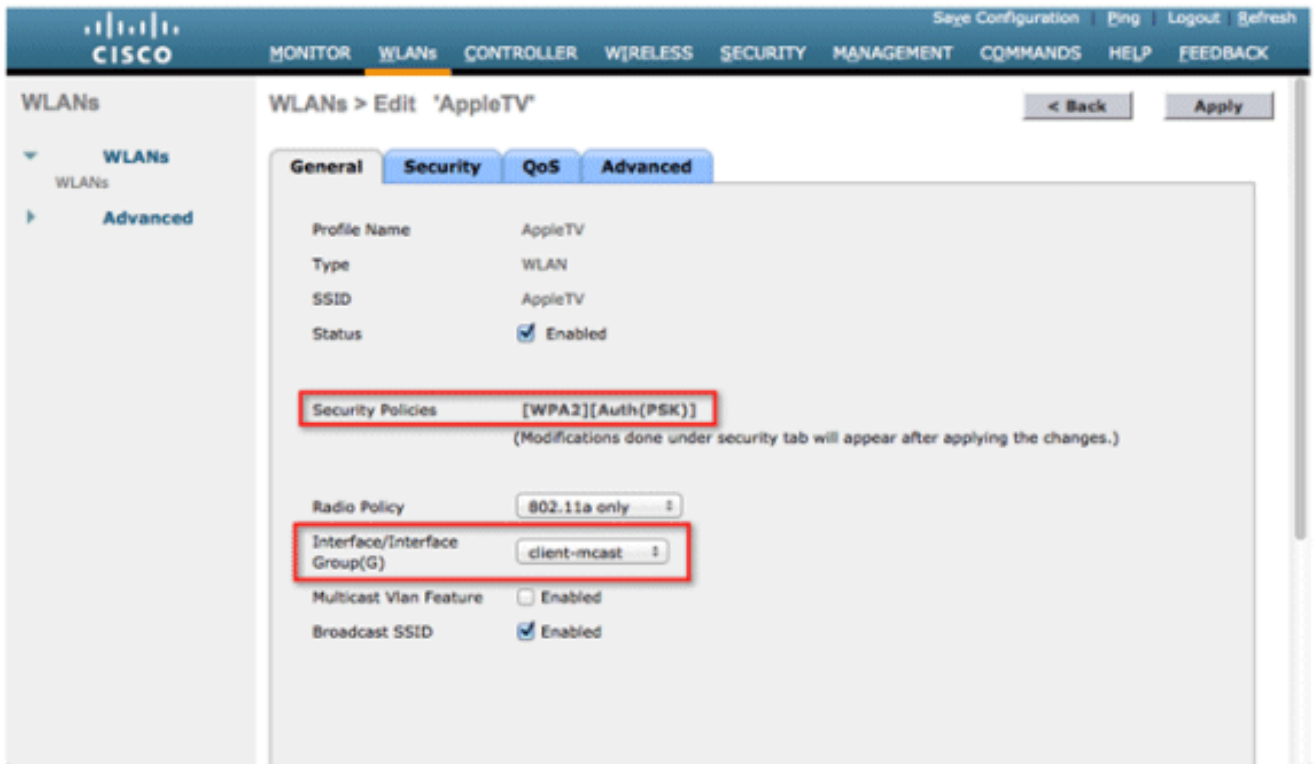 Save Configuration | Ping | Logout | Refresh
CISCO
MONITOR WLANs CONTROLLER WIRELESS SECURITY MANAGEMENT COMMANDS HELP FEEDBACK
WLANs
WLANs > Edit 'AppleTV'
< Back
Apply
WLANs
WLANs
Advanced
General Security QoS Advanced
Profile Name AppleTV
Type WLAN
SSID AppleTV
Status Enabled
Security Policies [WPA2][Auth(PSK)]
(Modifications done under security tab will appear after applying the changes.)
Radio Policy 802.11a only
Interface/Interface
Group(G) client-mcast
Multicast Vlan Feature Enabled
Broadcast SSID Enabled